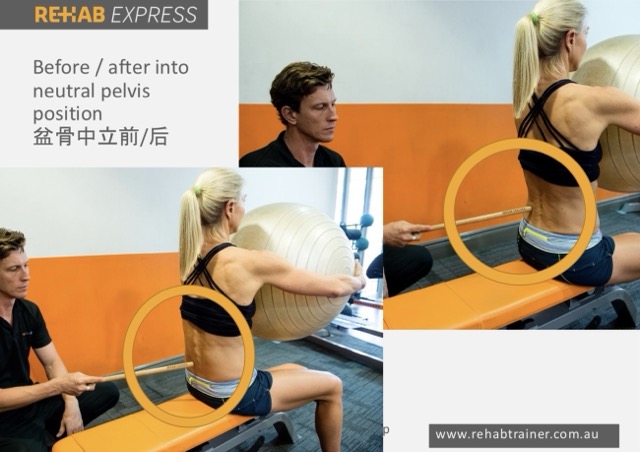 REHAB EXPRESS
Before / after into
neutral pelvis
position
盆骨中立前/后
p
www.rehabtrainer.com.au